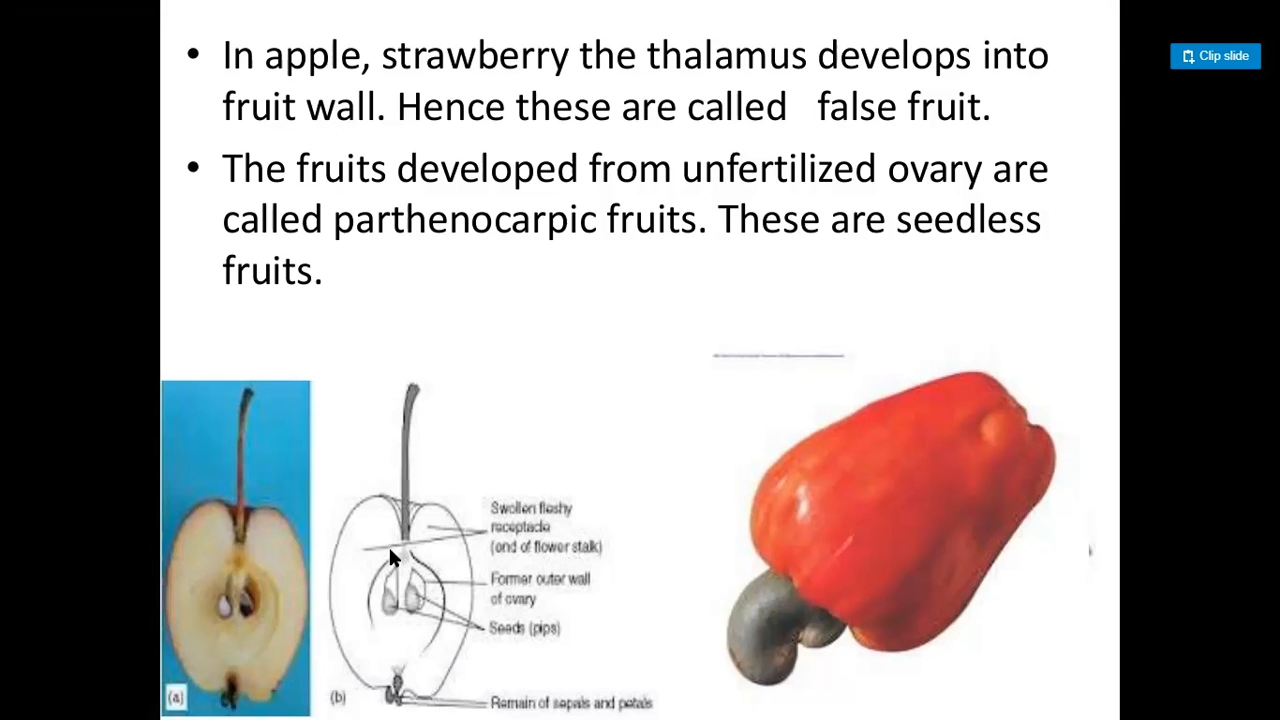 • In apple, strawberry the thalamus develops into
fruit wall. Hence these are called   false fruit.
• The fruits developed from unfertilized ovary are
called parthenocarpic fruits. These are seedless
fruits.
Clip slide
Swollen fleshy
receptacle
(end of flower stalk)
Former outer wall
of ovary
Seeds (pips)
Remain of sepals and petals
(a)
(b)